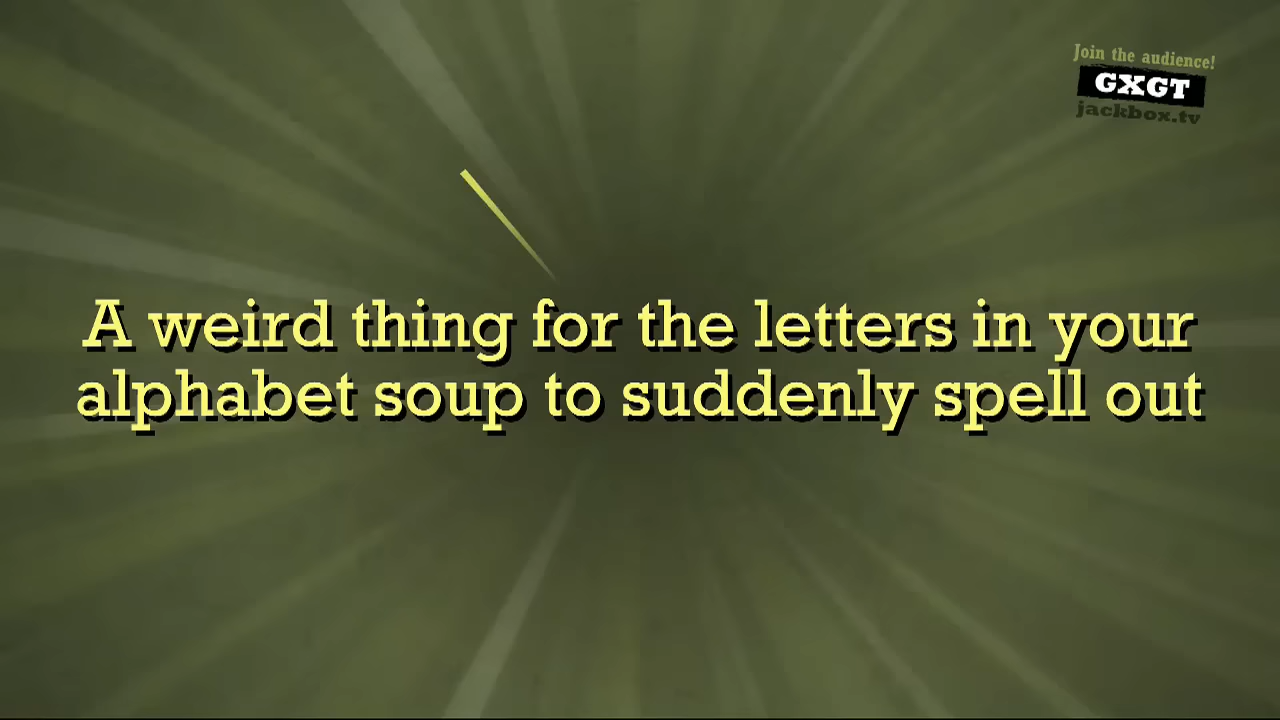 Join the audience!
GXGT
jackbox.tv
A weird thing for the letters in your
alphabet soup to suddenly spell out